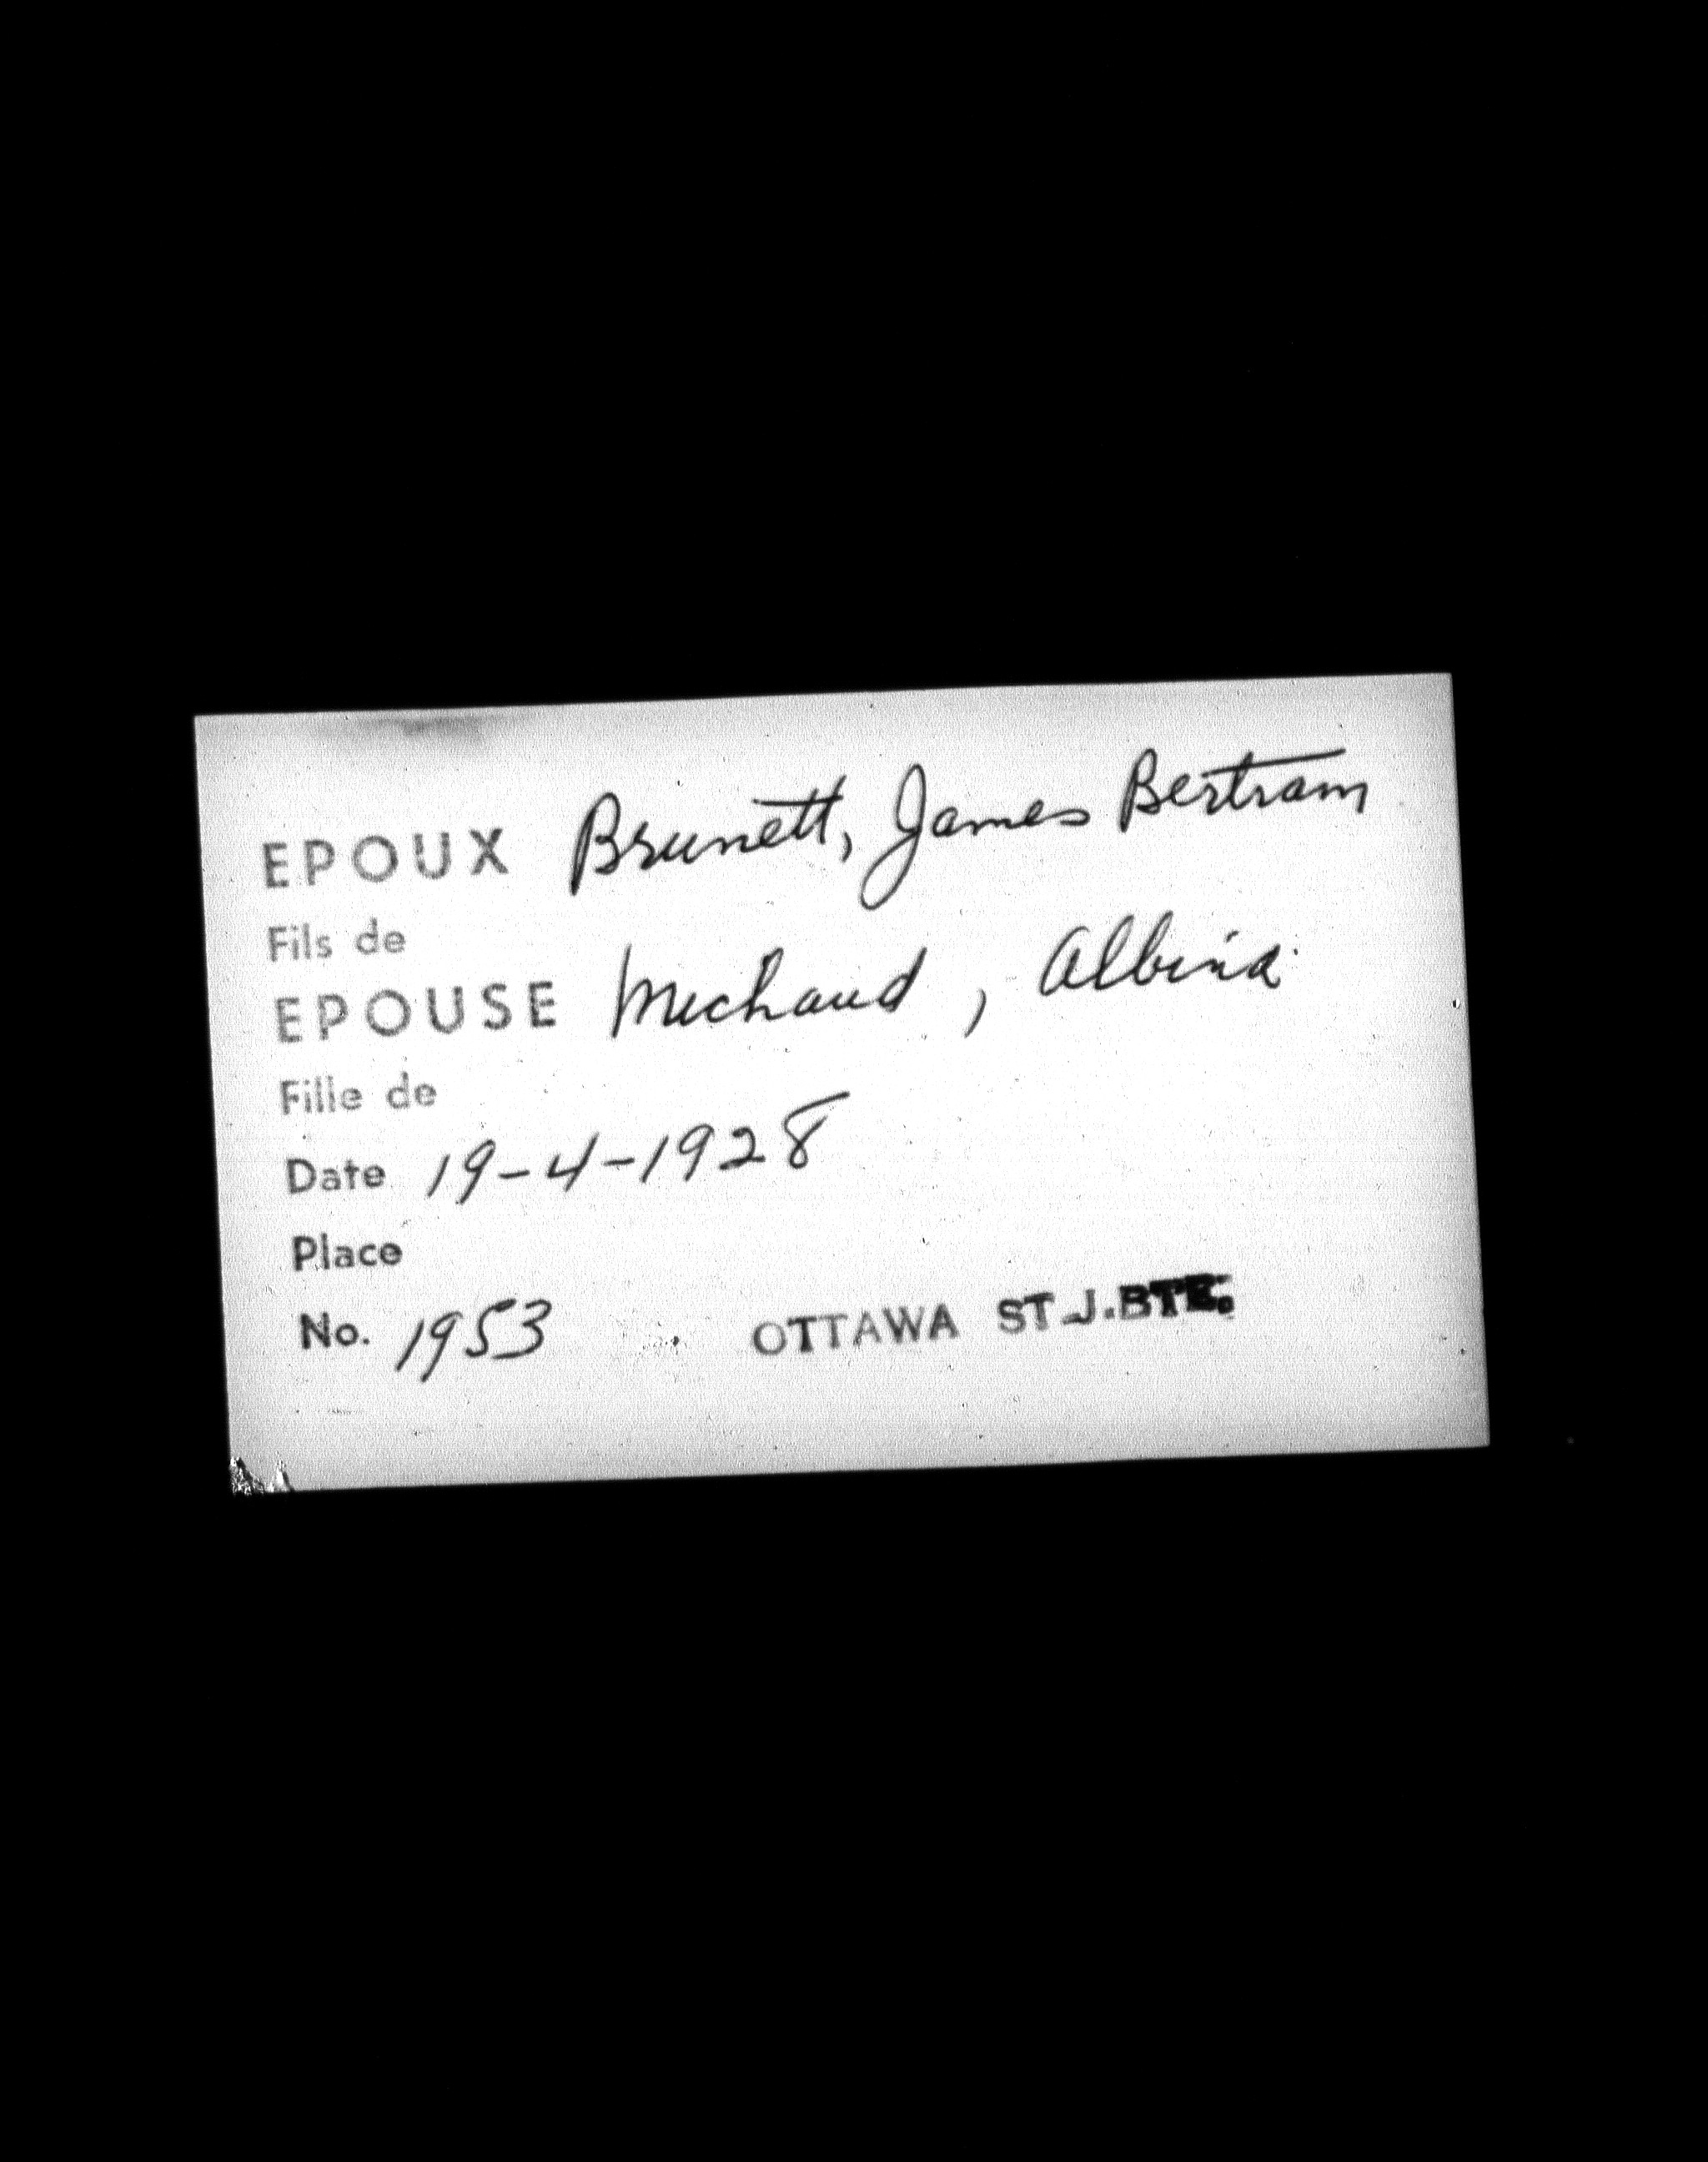 EPOUX Brunett, James Bertram
Fils de
EPOUSE Michaud, Albina
Fille de
Date 19-4-1928
Place
No. 1953 OTTAWA ST.J.BTE.